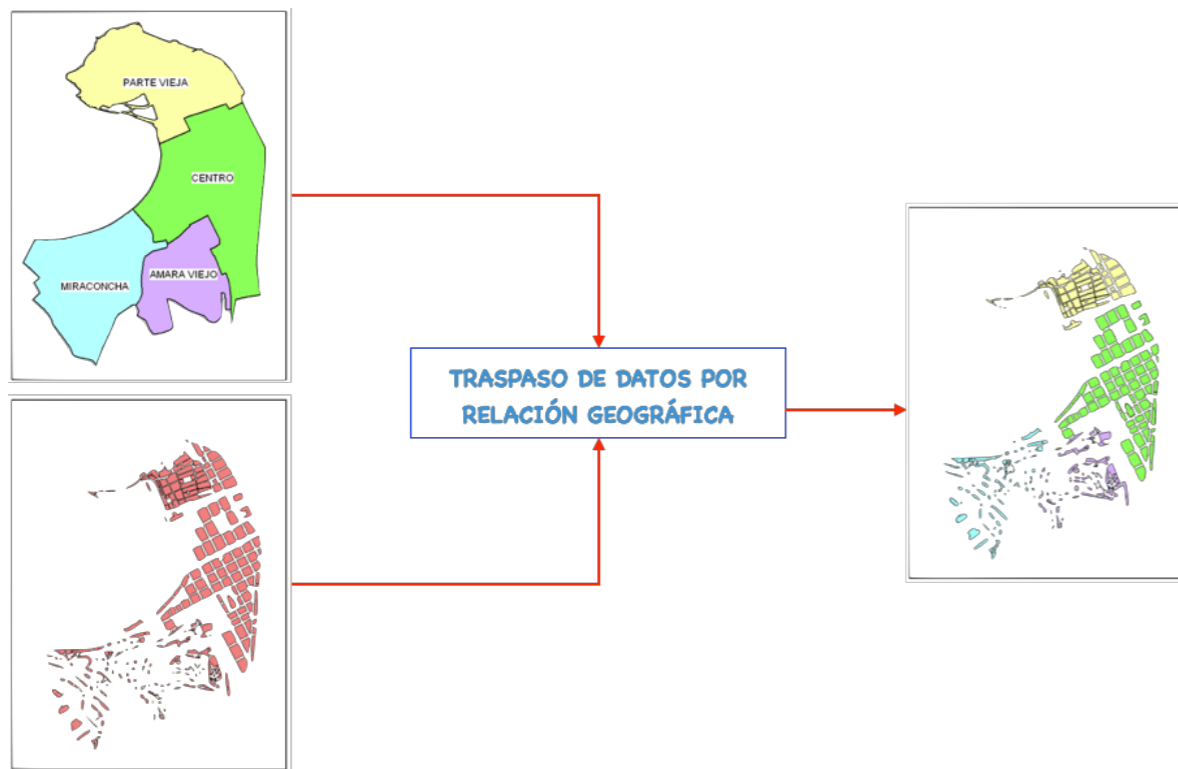 PARTE VIEJA
CENTRO
AMARA VIEJO
MIRACONCHA
TRASPASO DE DATOS POR
RELACIÓN GEOGRÁFICA